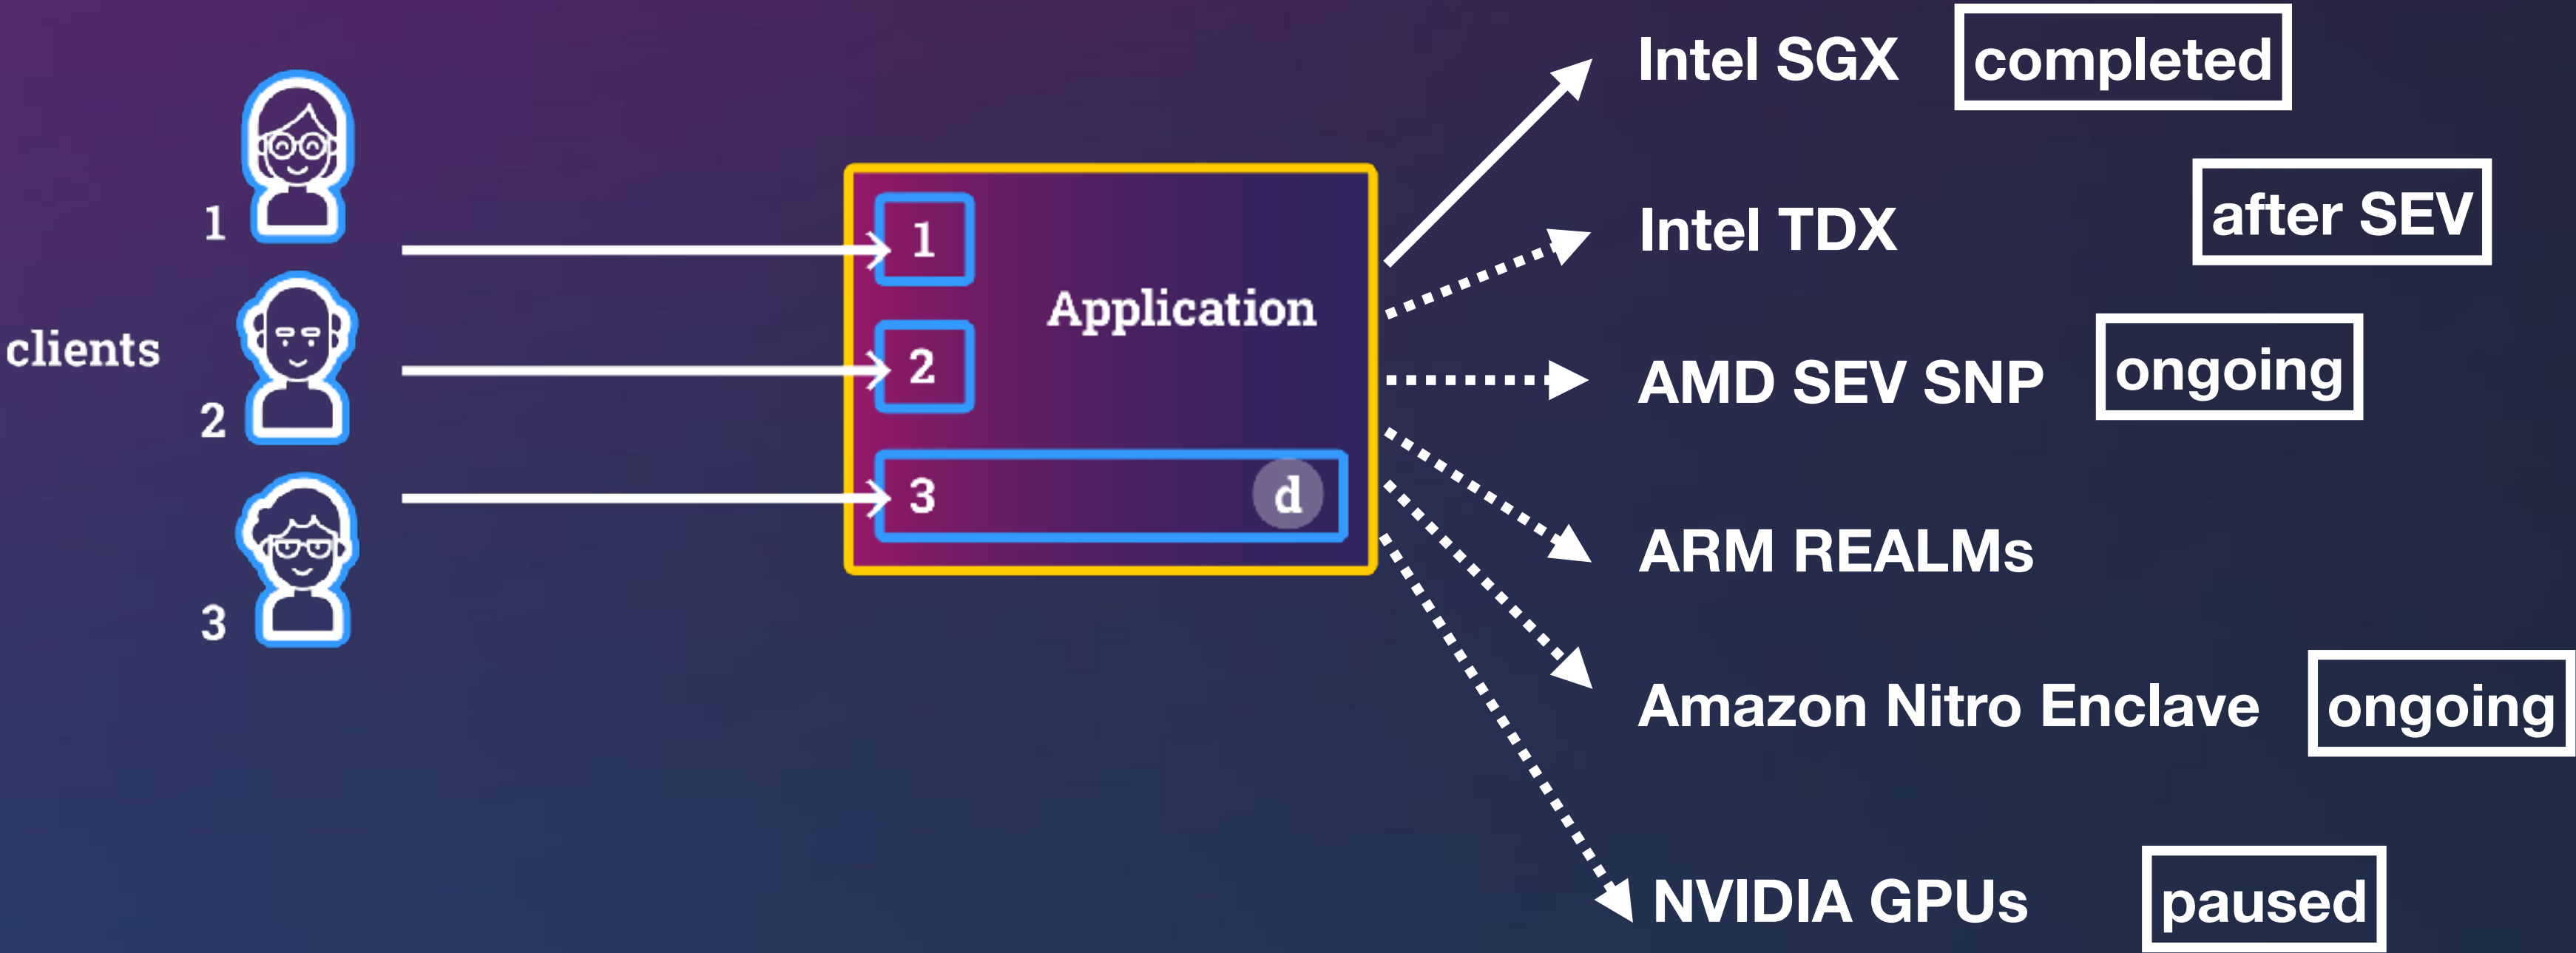 clients
1
2
3
1
2
3
Application
d
Intel SGX completed
Intel TDX after SEV
AMD SEV SNP ongoing
ARM REALMs
Amazon Nitro Enclave ongoing
NVIDIA GPUs paused